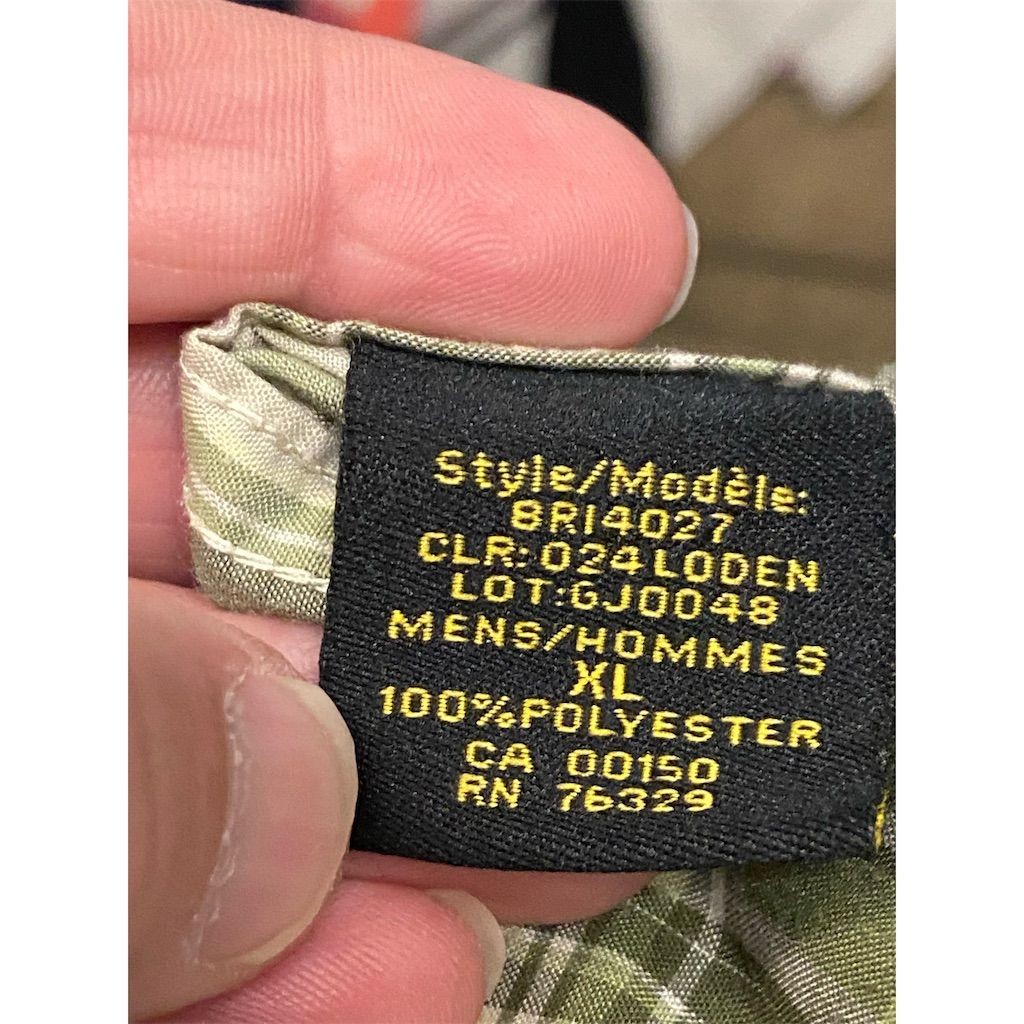 Style/Modèle:
8RI4027
CLR:024LODEN
LOT:GJ0048
MENS/HOMMES
XL
100%POLYESTER
CA 00150
RN 76329